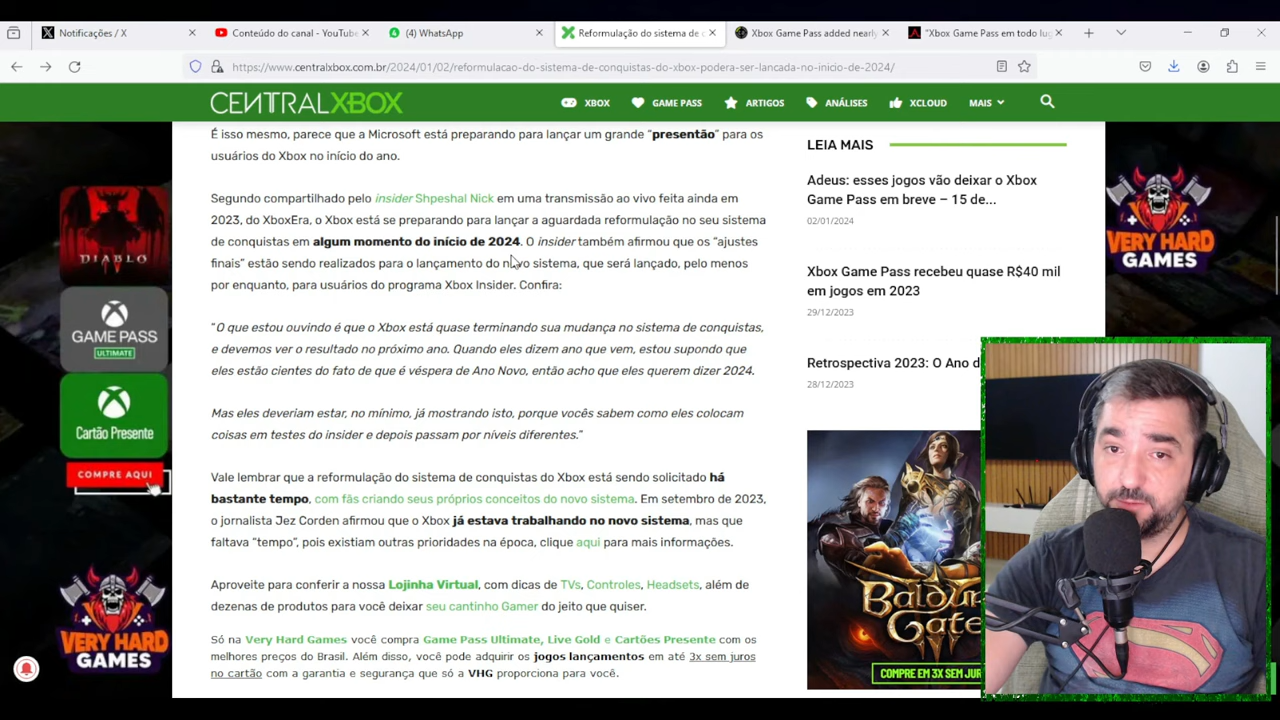 Notificações / X
Conteúdo do canal - YouTube
(4) WhatsApp
Reformulação do sistema de c
Xbox Game Pass added nearly
"Xbox Game Pass em todo lug
https://www.centralxbox.com.br/2024/01/02/reformulacao-do-sistema-de-conquistas-do-xbox-podera-ser-lancada-no-inicio-de-2024/
CENTRALXBOX
XBOX
GAME PASS
ARTIGOS
ANÁLISES
XCLOUD
MAIS
É isso mesmo, parece que a Microsoft está preparando para lançar um grande "presentão" para os
usuários do Xbox no início do ano.
Segundo compartilhado pelo insider Shpeshal Nick em uma transmissão ao vivo feita ainda em
2023, do XboxEra, o Xbox está se preparando para lançar a aguardada reformulação no seu sistema
de conquistas em algum momento do início de 2024. O insider também afirmou que os "ajustes
finais" estão sendo realizados para o lançamento do novo sistema, que será lançado, pelo menos
por enquanto, para usuários do programa Xbox Insider. Confira:
"O que estou ouvindo é que o Xbox está quase terminando sua mudança no sistema de conquistas,
e devemos ver o resultado no próximo ano. Quando eles dizem ano que vem, estou supondo que
eles estão cientes do fato de que é véspera de Ano Novo, então acho que eles querem dizer 2024.
Mas eles deveriam estar, no mínimo, já mostrando isto, porque vocês sabem como eles colocam
coisas em testes do insider e depois passam por níveis diferentes."
Vale lembrar que a reformulação do sistema de conquistas do Xbox está sendo solicitado há
bastante tempo, com fãs criando seus próprios conceitos do novo sistema. Em setembro de 2023,
o jornalista Jez Corden afirmou que o Xbox já estava trabalhando no novo sistema, mas que
faltava "tempo", pois existiam outras prioridades na época, clique aqui para mais informações.
Aproveite para conferir a nossa Lojinha Virtual, com dicas de TVs, Controles, Headsets, além de
dezenas de produtos para você deixar seu cantinho Gamer do jeito que quiser.
Só na Very Hard Games você compra Game Pass Ultimate, Live Gold e Cartões Presente com os
melhores preços do Brasil. Além disso, você pode adquirir os jogos lançamentos em até 3x sem juros
no cartão com a garantia e segurança que só a VHG proporciona para você.
LEIA MAIS
Adeus: esses jogos vão deixar o Xbox
Game Pass em breve – 15 de...
02/01/2024
Xbox Game Pass recebeu quase R$40 mil
em jogos em 2023
29/12/2023
Retrospectiva 2023: O Ano d
28/12/2023
DIABLO
GAME PASS
ULTIMATE
Cartão Presente
COMPRE AQUI
VERY HARD
GAMES
VERY HARD
GAMES
Baldur
Gate
COMPRE EM 3X SEM JUR